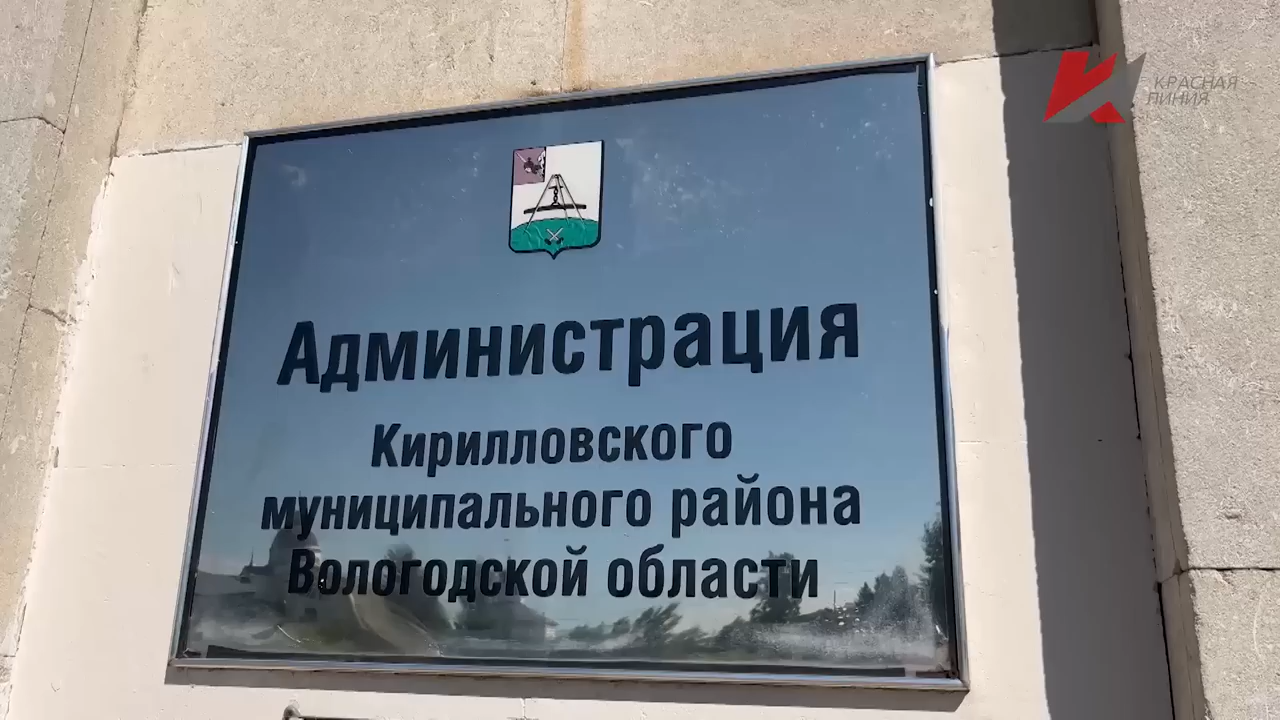 КРАСНАЯ
ЛИНИЯ
Администрация
Кирилловского
муниципального района
Вологодской области